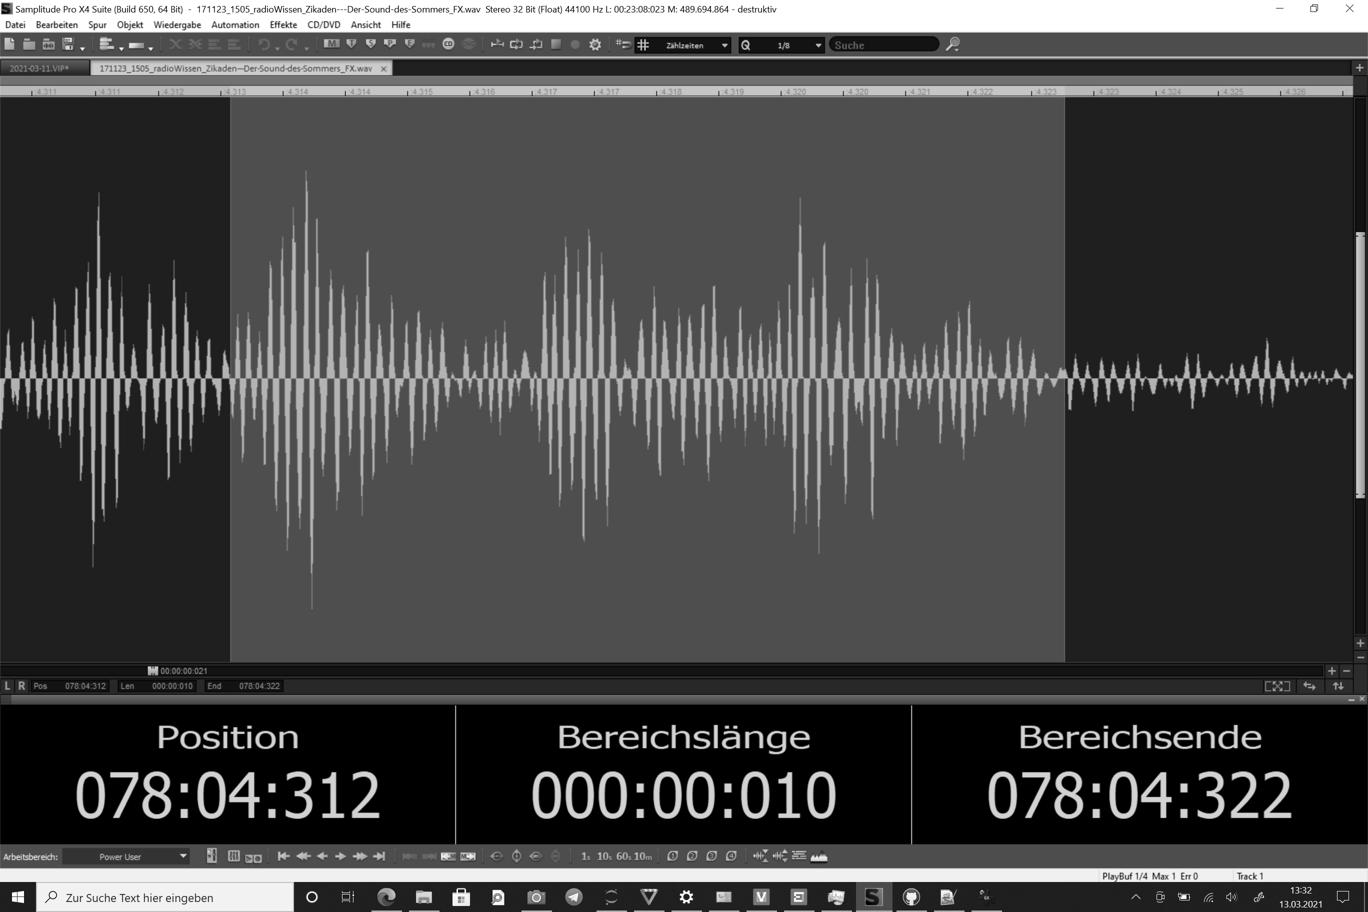 Samplitude Pro X4 Suite (Build 650, 64 Bit) - 171123_1505_radioWissen_Zikaden---Der-Sound-des-Sommers_FX.wav Stereo 32 Bit (Float) 44100 Hz L: 00:23:08:023 M: 489.694.864 - destruktiv
Datei Bearbeiten Spur Objekt Wiedergabe Automation Effekte CD/DVD Ansicht Hilfe
Zählzeiten Q 1/8 Suche
2021-03-11.VIP* 171123_1505_radioWissen_Zikaden---Der-Sound-des-Sommers_FX.wav
4.311 4.311 4.312 4.313 4.314 4.314 4.315 4.316 4.317 4.317 4.318 4.319 4.320 4.320 4.321 4.322 4.323 4.323 4.324 4.325 4.326
00:00:00:021
L R Pos 078:04:312 Len 000:00:010 End 078:04:322
Position Bereichslänge Bereichsende
078:04:312 000:00:010 078:04:322
Arbeitsbereich: Power User 1s 10s 60s 10m
PlayBuf 1/4 Max 1 Err 0 Track 1
Zur Suche Text hier eingeben
13:32
13.03.2021